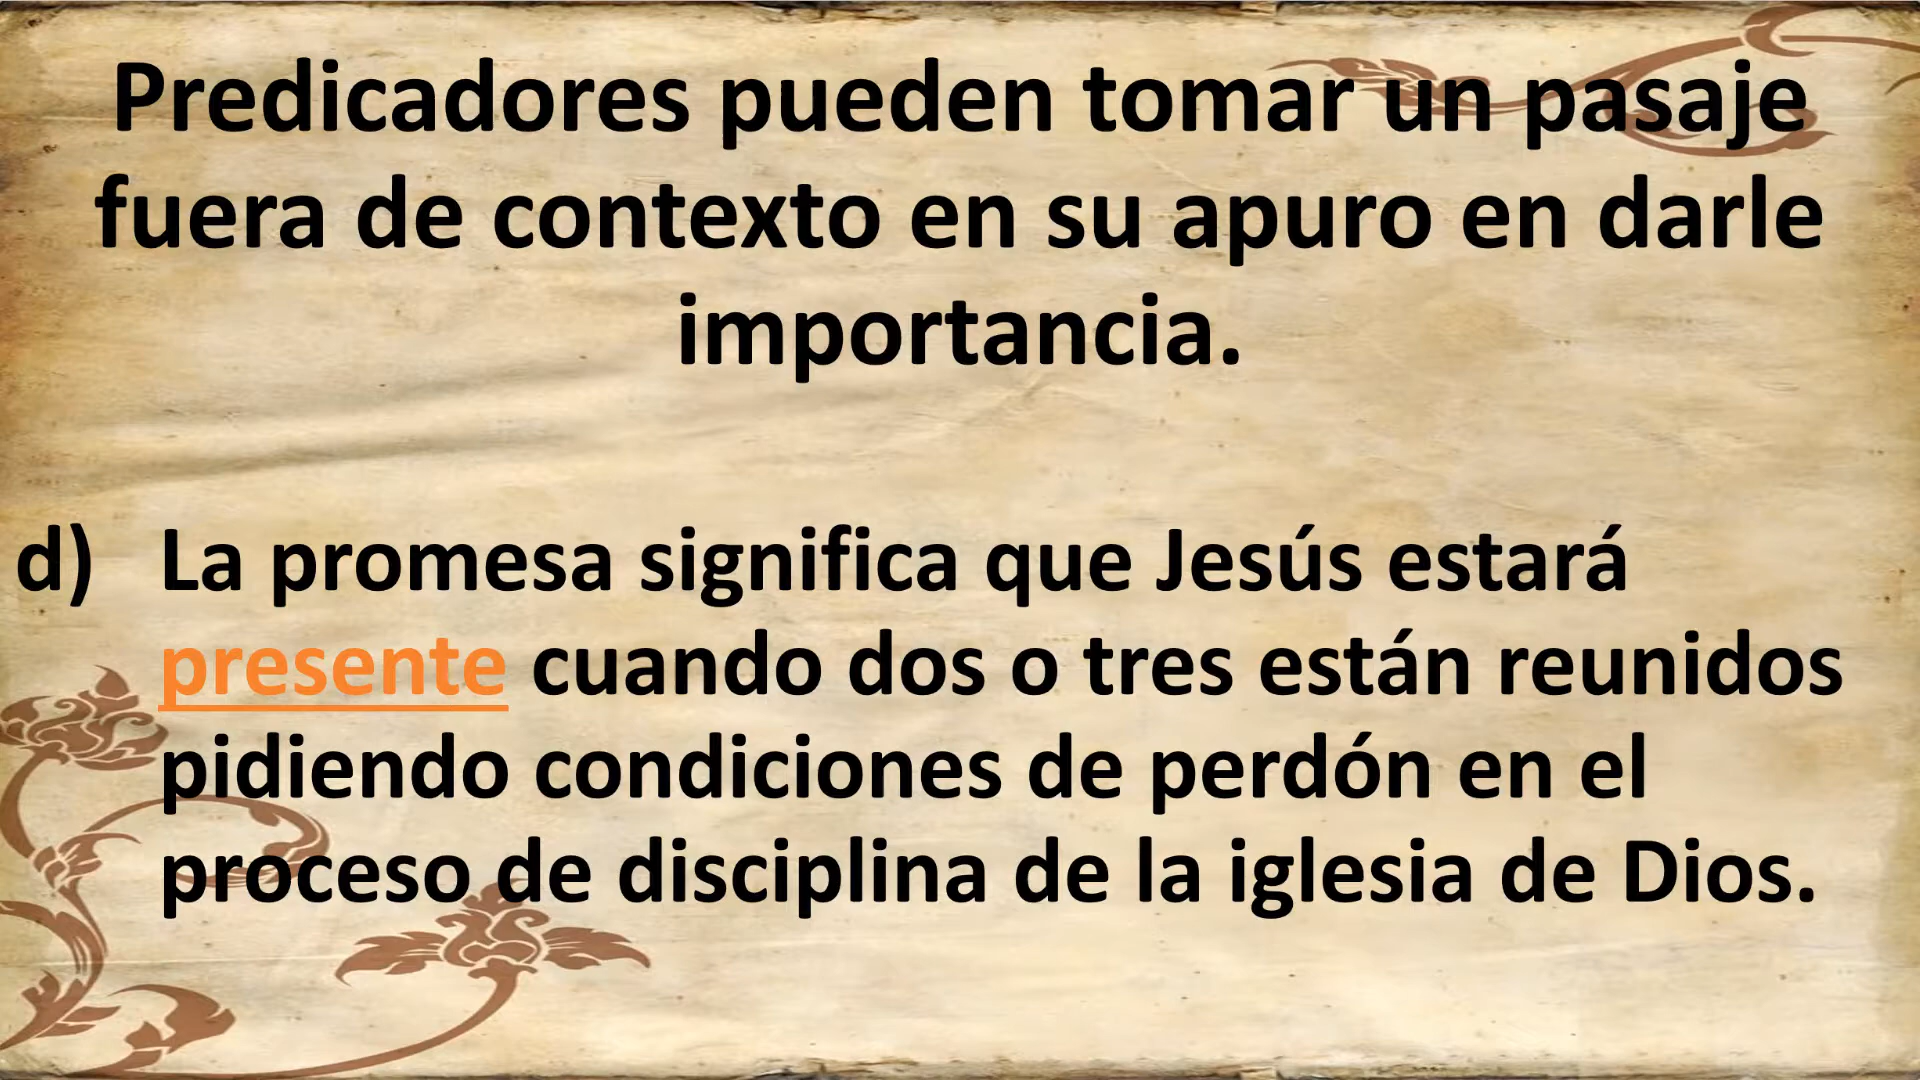 Predicadores pueden tomar un pasaje
fuera de contexto en su apuro en darle
importancia.
d) La promesa significa que Jesús estará
presente cuando dos o tres están reunidos
pidiendo condiciones de perdón en el
proceso de disciplina de la iglesia de Dios.